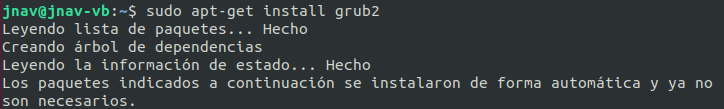 jnav@jnav-vb:~$ sudo apt-get install grub2
Leyendo lista de paquetes... Hecho
Creando árbol de dependencias
Leyendo la información de estado... Hecho
Los paquetes indicados a continuación se instalaron de forma automática y ya no
son necesarios.